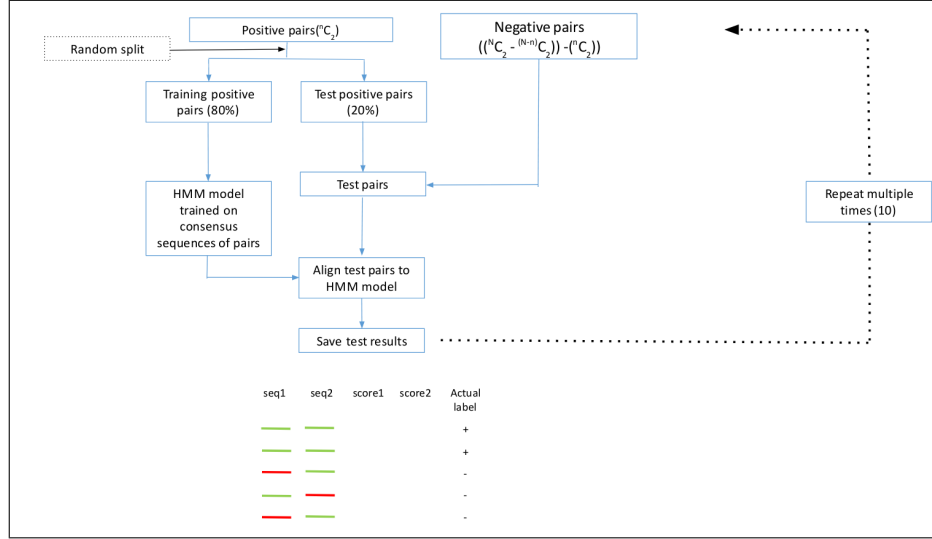 Positive pairs(ⁿC₂)
Negative pairs
((ᴺC₂ - ⁽ᴺ⁻ⁿ⁾C₂)) -(ⁿC₂))
Random split
Training positive
pairs (80%)
Test positive pairs
(20%)
HMM model
trained on
consensus
sequences of pairs
Test pairs
Repeat multiple
times (10)
Align test pairs to
HMM model
Save test results
seq1 seq2 score1 score2 Actual
label
+
+
-
-
-